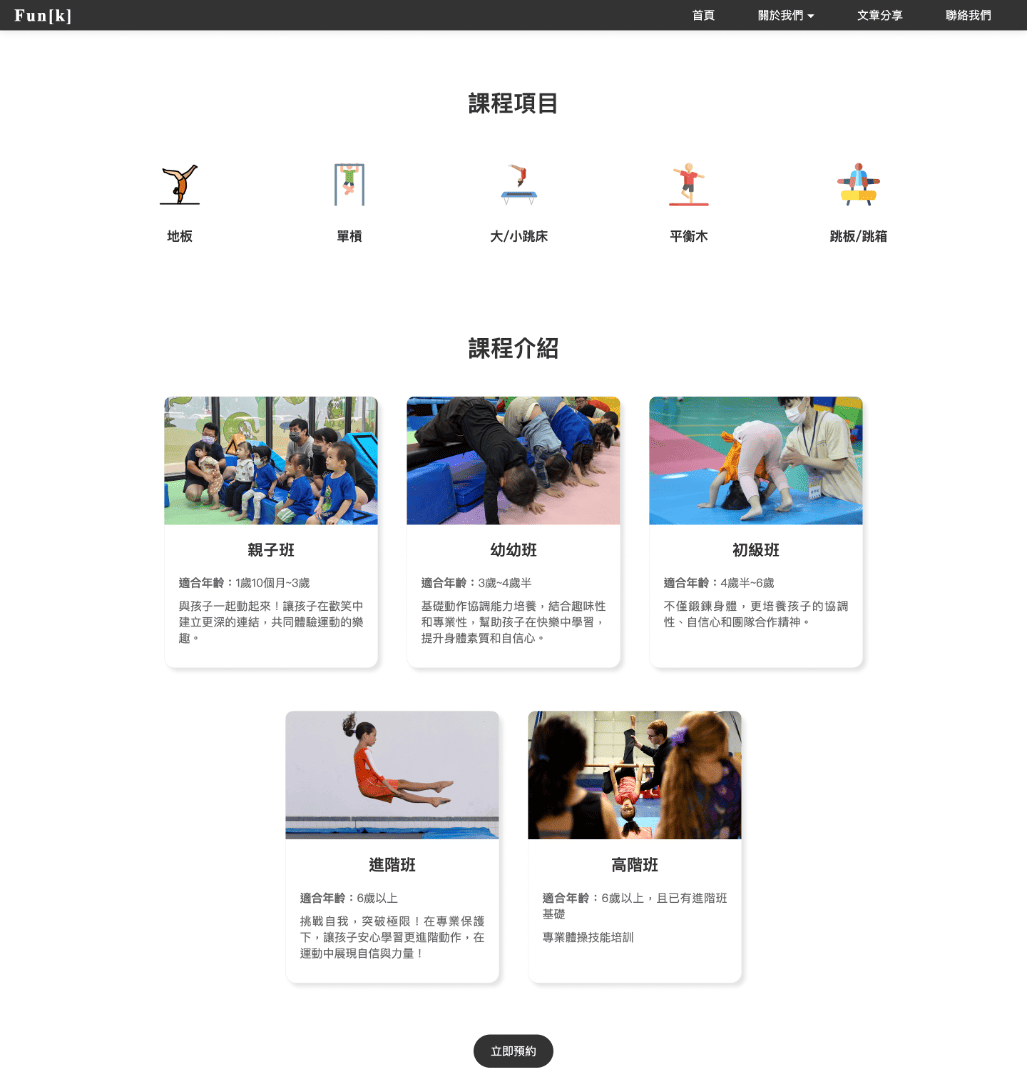 Fun[k]
首頁
關於我們
文章分享
聯絡我們
課程項目
地板
單槓
大/小跳床
平衡木
跳板/跳箱
課程介紹
親子班
適合年齡：1歲10個月~3歲
與孩子一起動起來！讓孩子在歡笑中
建立更深的連結，共同體驗運動的樂
趣。
幼幼班
適合年齡：3歲~4歲半
基礎動作協調能力培養，結合趣味性
和專業性，幫助孩子在快樂中學習，
提升身體素質和自信心。
初級班
適合年齡：4歲半~6歲
不僅鍛鍊身體，更培養孩子的協調
性、自信心和團隊合作精神。
進階班
適合年齡：6歲以上
挑戰自我，突破極限！在專業保護
下，讓孩子安心學習更進階動作，在
運動中展現自信與力量！
高階班
適合年齡：6歲以上，且已有進階班
基礎
專業體操技能培訓
立即預約